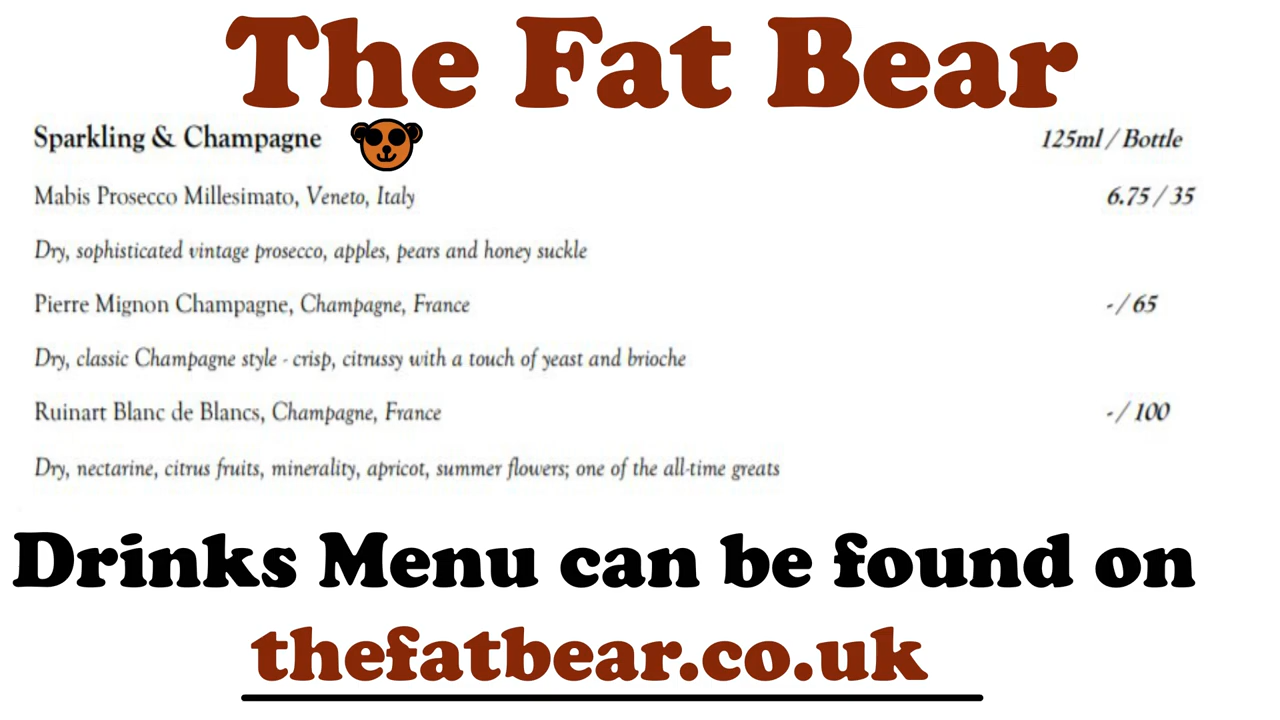 The Fat Bear
Sparkling & Champagne 125ml / Bottle
Mabis Prosecco Millesimato, Veneto, Italy 6.75 / 35
Dry, sophisticated vintage prosecco, apples, pears and honey suckle
Pierre Mignon Champagne, Champagne, France - / 65
Dry, classic Champagne style - crisp, citrussy with a touch of yeast and brioche
Ruinart Blanc de Blancs, Champagne, France - / 100
Dry, nectarine, citrus fruits, minerality, apricot, summer flowers; one of the all-time greats
Drinks Menu can be found on
thefatbear.co.uk